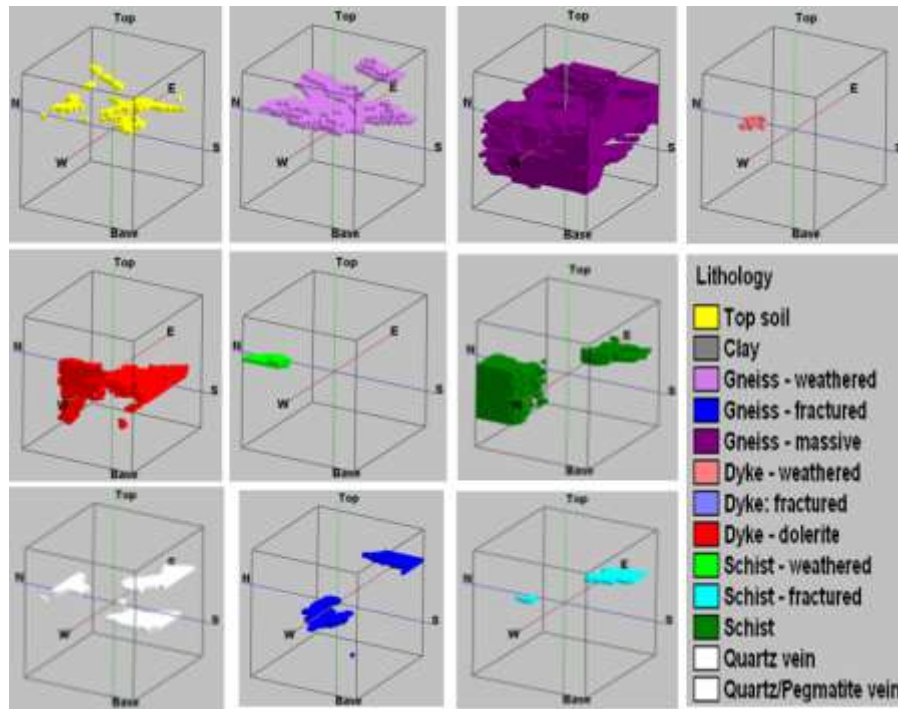 Top
E
N
S
W
Base
Top
E
N
S
W
Base
Top
N
S
Base
Top
E
N
W
Base
Top
E
N
S
W
Base
Top
E
N
S
W
Base
Top
E
S
Base
Lithology
Top soil
Clay
Gneiss - weathered
Gneiss - fractured
Gneiss - massive
Dyke - weathered
Dyke: fractured
Dyke - dolerite
Schist - weathered
Schist - fractured
Schist
Quartz vein
Quartz/Pegmatite vein
Top
N
S
W
Base
Top
N
S
W
Base
Top
E
N
S
W
Base